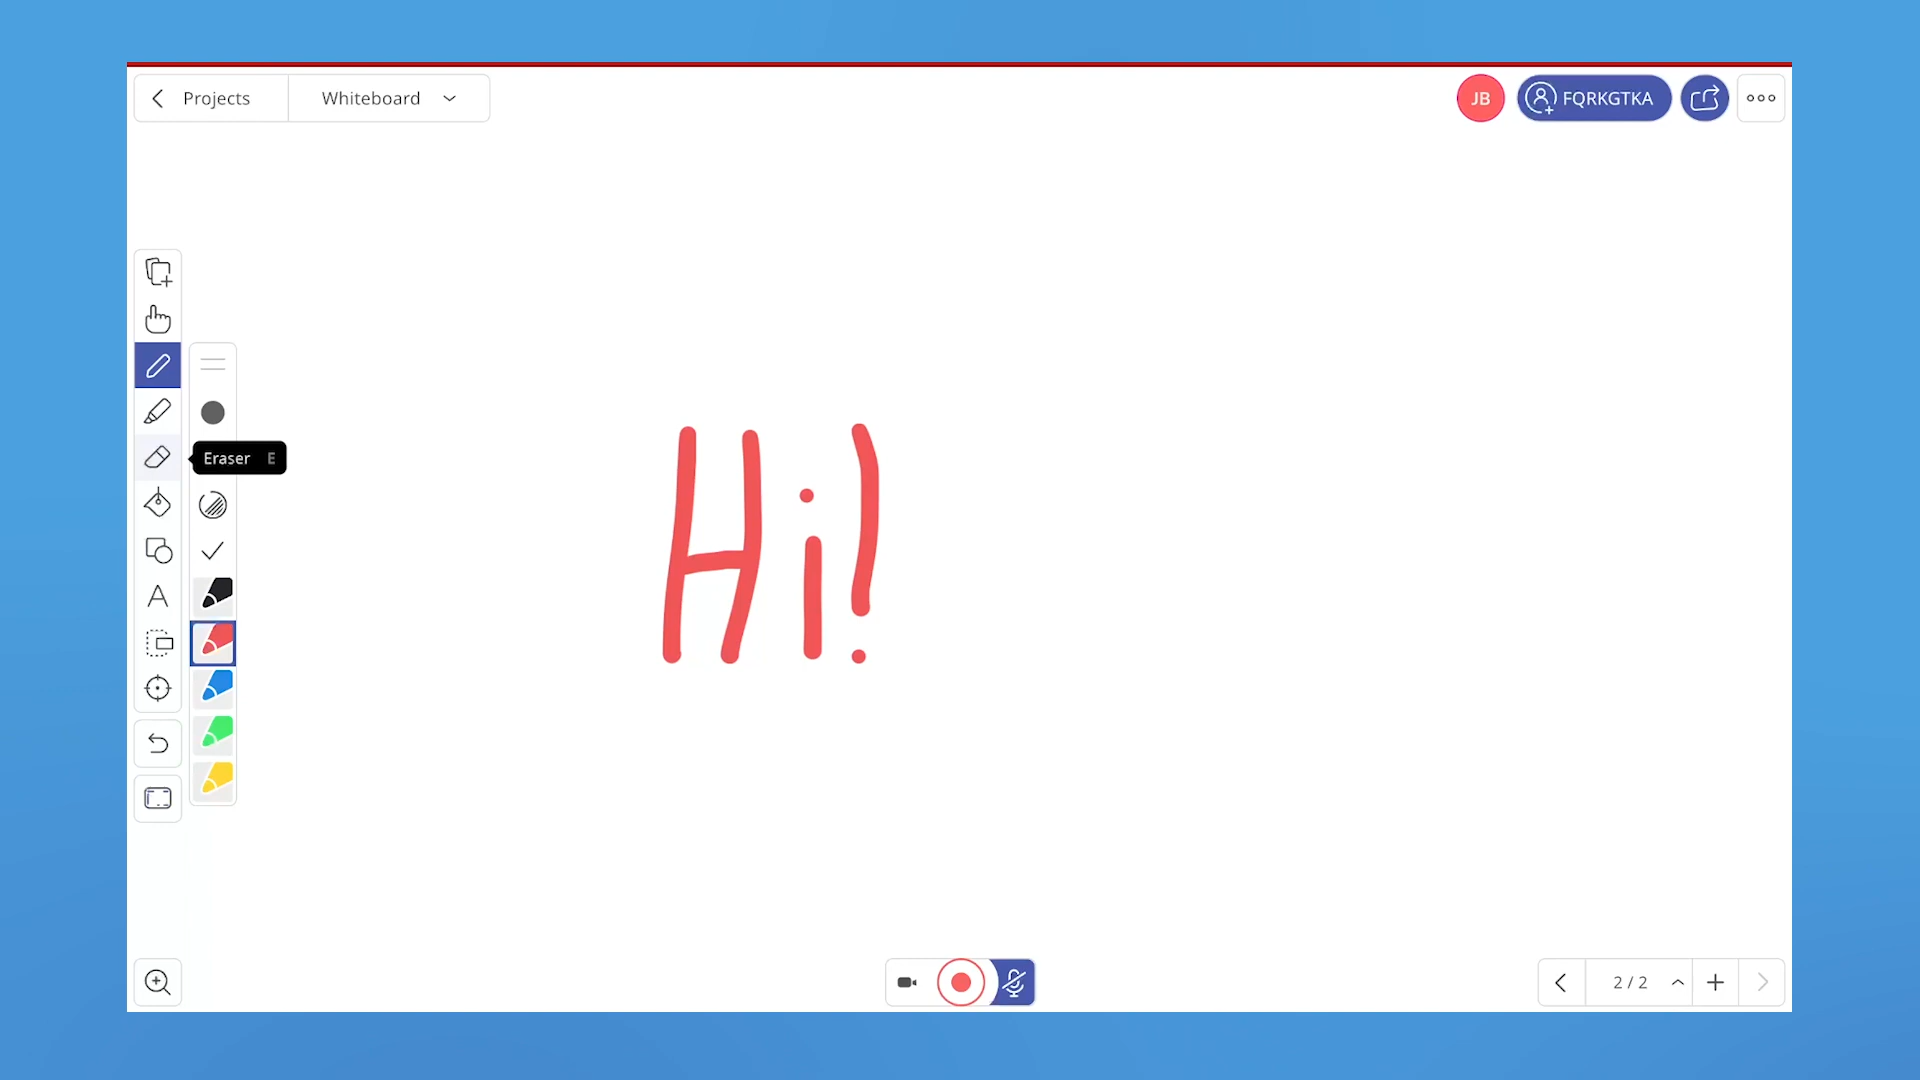 Projects
Whiteboard
JB
FQRKGTKA
Eraser E
Hi!
A
2 / 2